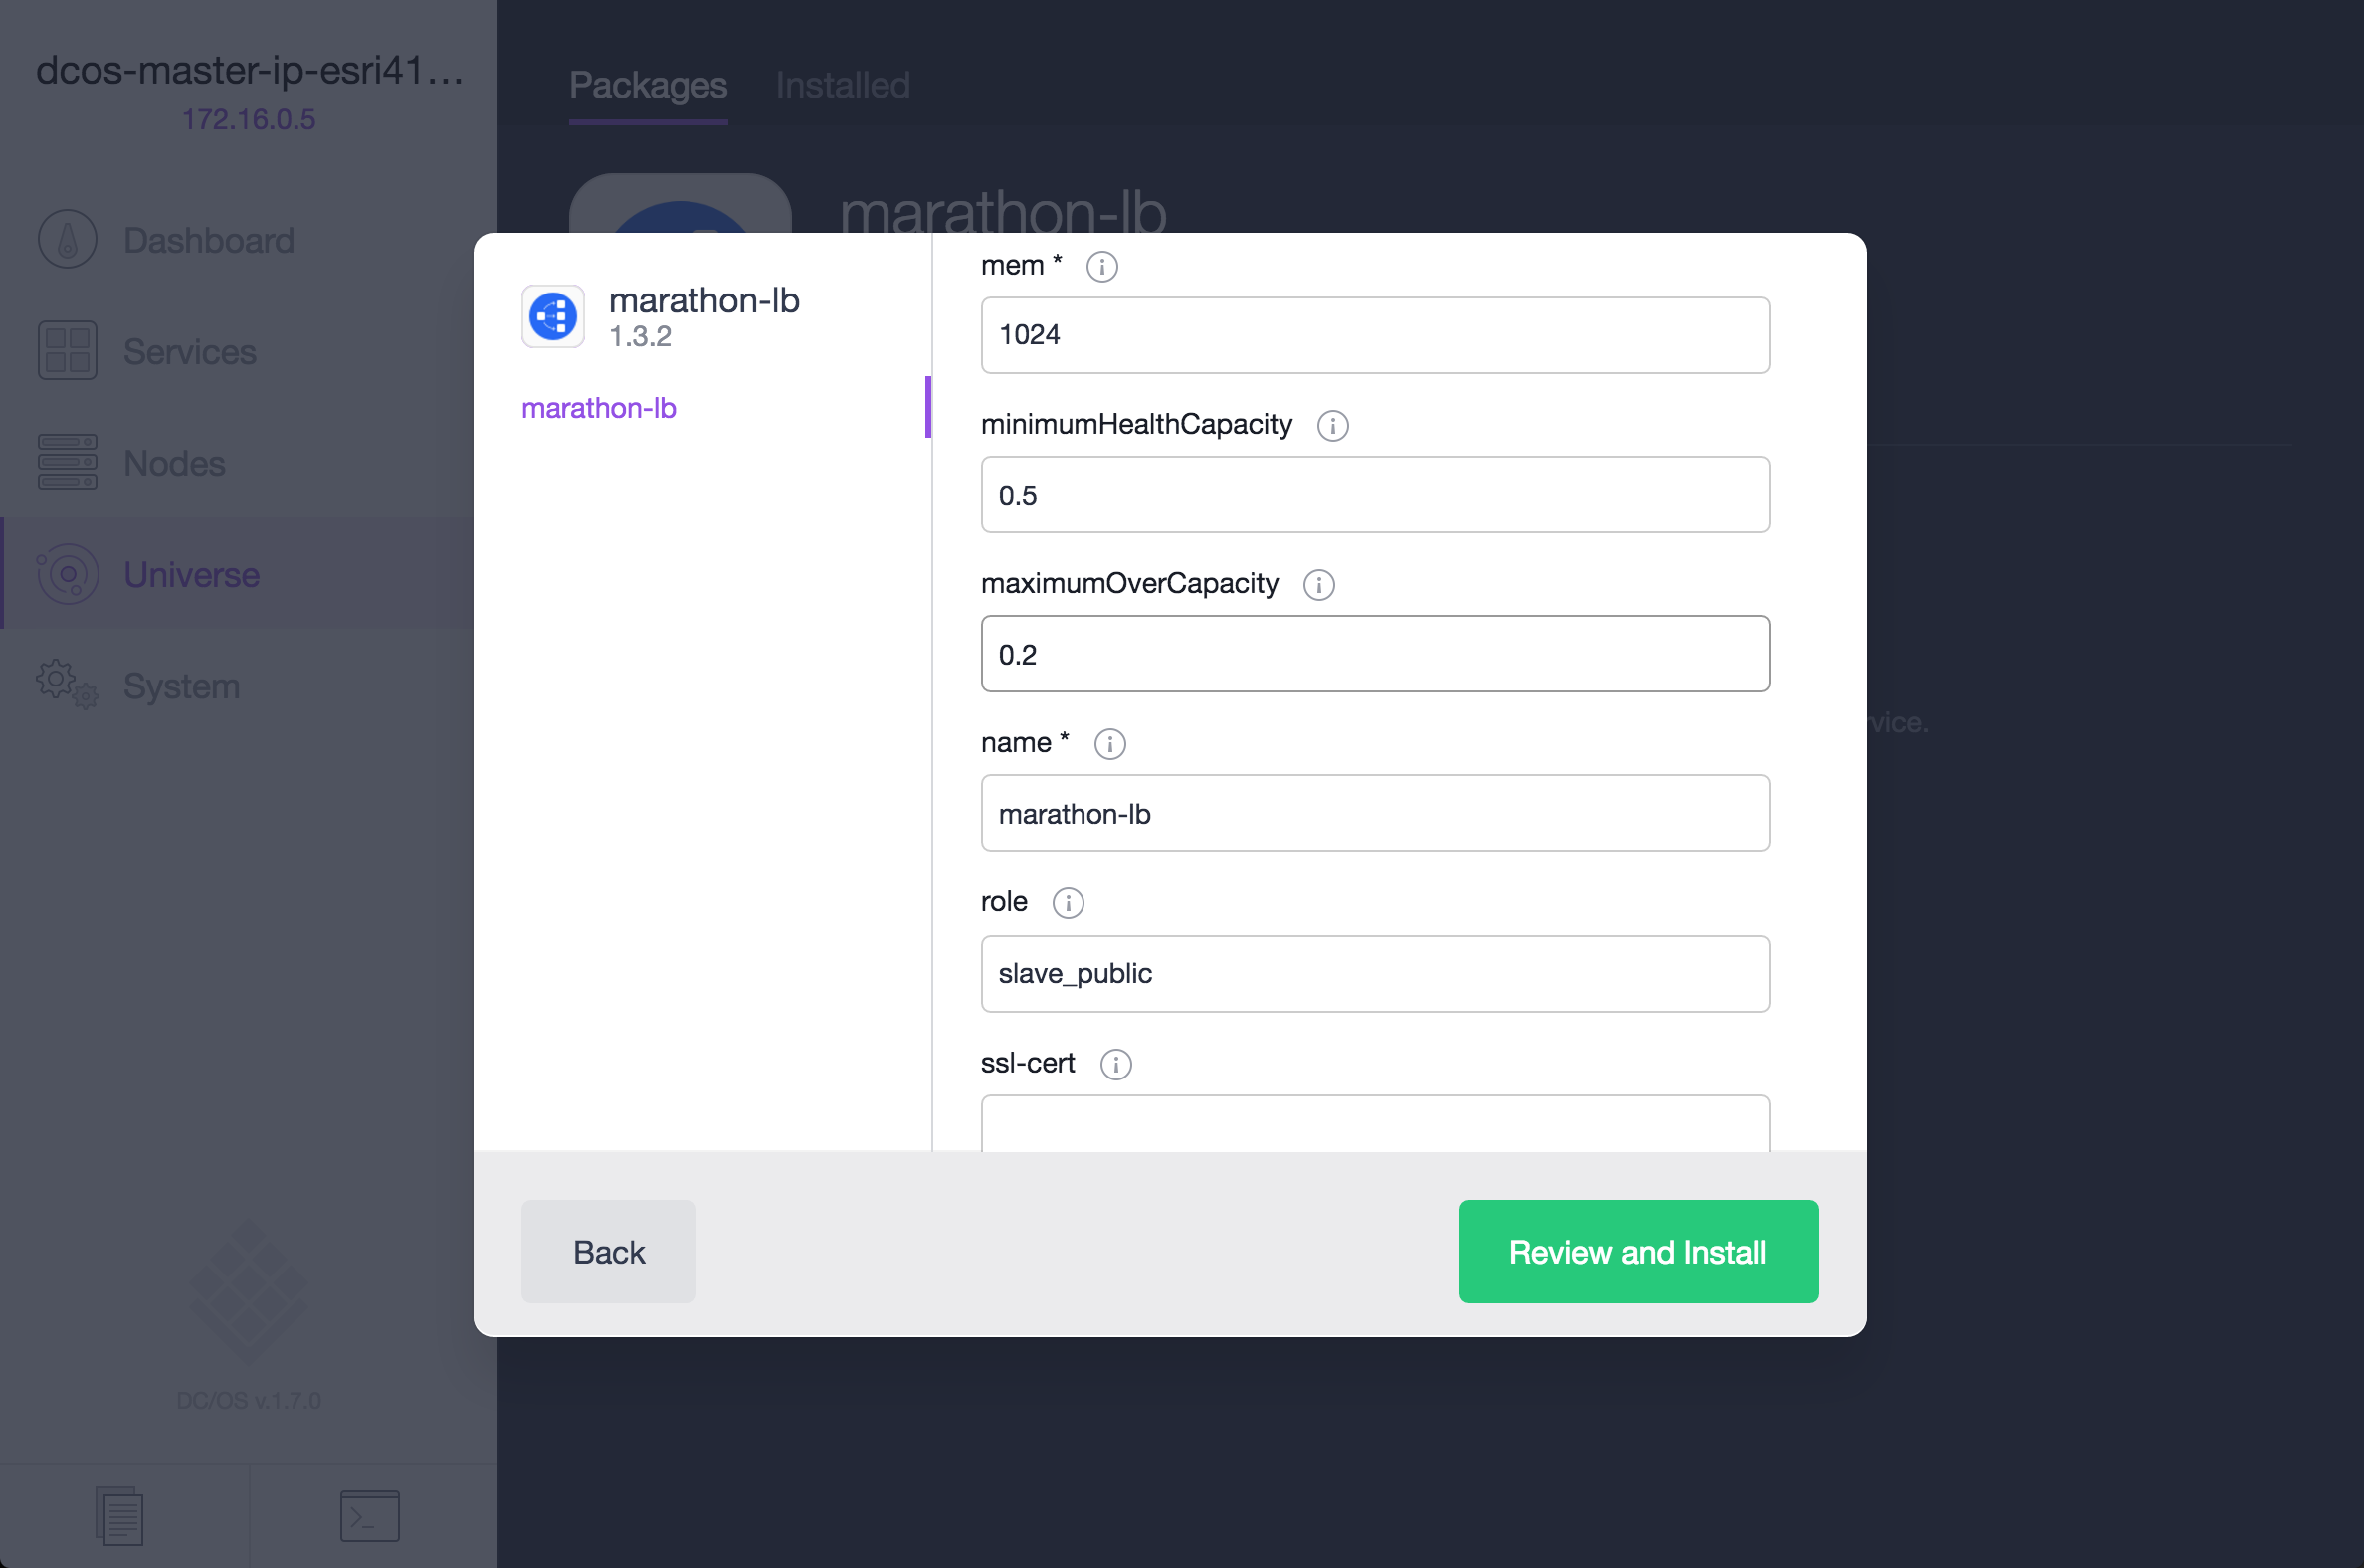 dcos-master-ip-esri41...
172.16.0.5
Dashboard
Services
Nodes
Universe
System
DC/OS v.1.7.0
Packages
Installed
marathon-lb
vice.
marathon-lb
1.3.2
marathon-lb
mem *
1024
minimumHealthCapacity
0.5
maximumOverCapacity
0.2
name *
marathon-lb
role
slave_public
ssl-cert
Back
Review and Install